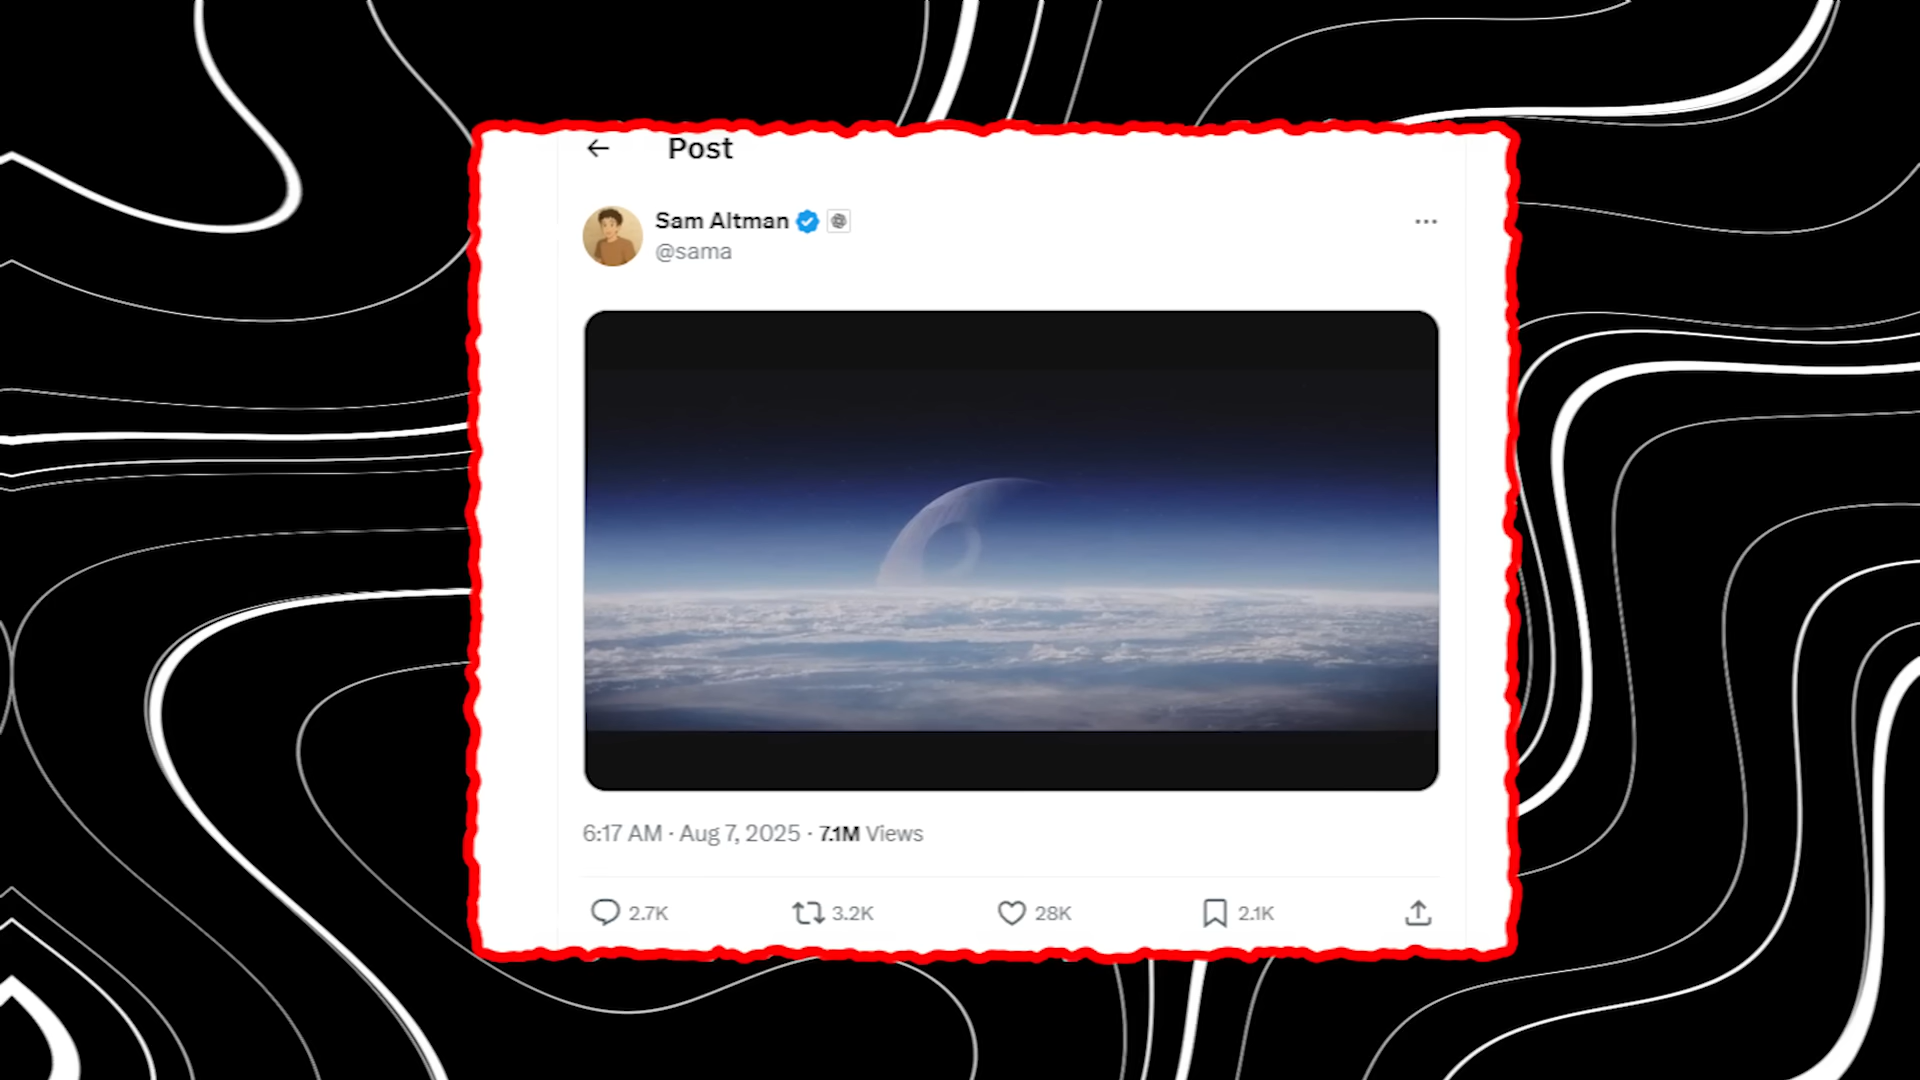 Post
Sam Altman
@sama
6:17 AM · Aug 7, 2025 · 7.1M Views
2.7K 3.2K 28K 2.1K